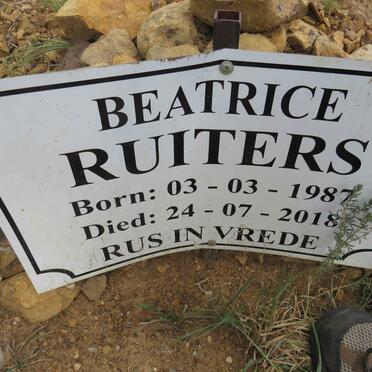 BEATRICE
RUITERS
Born: 03 - 03 - 1987
Died: 24 - 07 - 2018
RUS IN VREDE